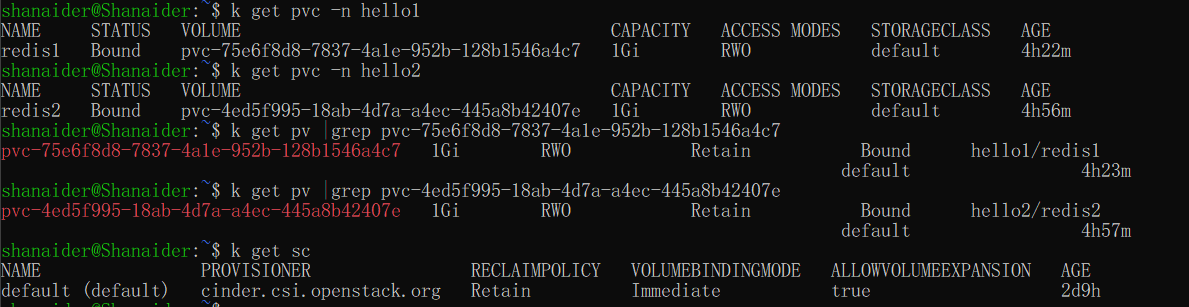 shanaider@Shanaider:~$ k get pvc -n hello1
NAME STATUS VOLUME CAPACITY ACCESS MODES STORAGECLASS AGE
redis1 Bound pvc-75e6f8d8-7837-4a1e-952b-128b1546a4c7 1Gi RWO default 4h22m
shanaider@Shanaider:~$ k get pvc -n hello2
NAME STATUS VOLUME CAPACITY ACCESS MODES STORAGECLASS AGE
redis2 Bound pvc-4ed5f995-18ab-4d7a-a4ec-445a8b42407e 1Gi RWO default 4h56m
shanaider@Shanaider:~$ k get pv |grep pvc-75e6f8d8-7837-4a1e-952b-128b1546a4c7
pvc-75e6f8d8-7837-4a1e-952b-128b1546a4c7 1Gi RWO Retain Bound hello1/redis1
default 4h23m
shanaider@Shanaider:~$ k get pv |grep pvc-4ed5f995-18ab-4d7a-a4ec-445a8b42407e
pvc-4ed5f995-18ab-4d7a-a4ec-445a8b42407e 1Gi RWO Retain Bound hello2/redis2
default 4h57m
shanaider@Shanaider:~$ k get sc
NAME PROVISIONER RECLAIMPOLICY VOLUMEBINDINGMODE ALLOWVOLUMEEXPANSION AGE
default (default) cinder.csi.openstack.org Retain Immediate true 2d9h